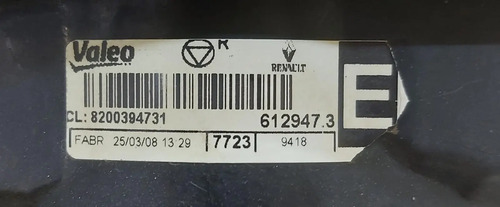 Valeo R RENAULT
CL: 8200394731 612947.3 E
FABR 25/03/08 13 29 7723 9418